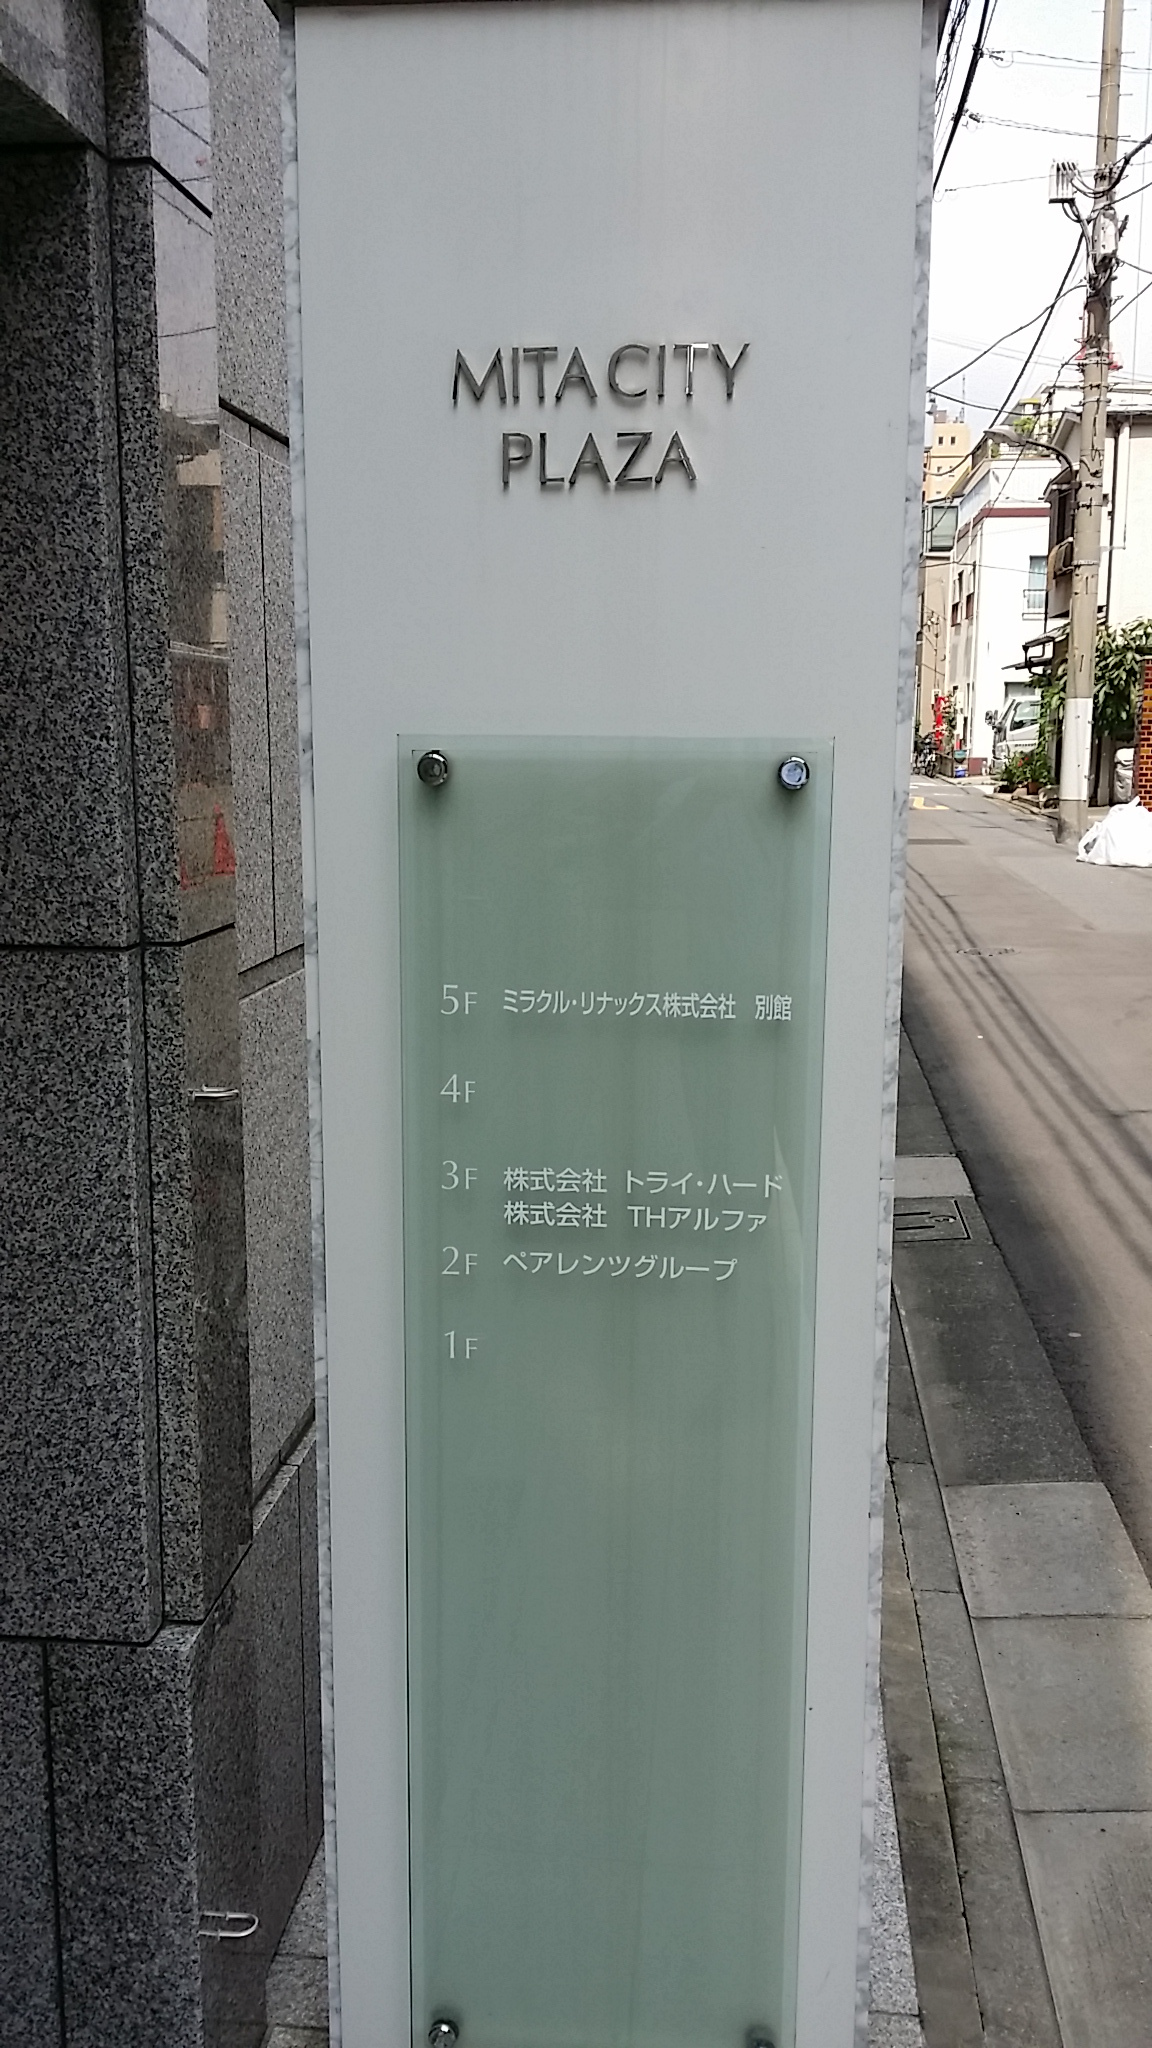 MITA CITY
PLAZA
5F ミラクル・リナックス株式会社 別館
4F
3F 株式会社 トライ・ハード
株式会社 THアルファ
2F ペアレンツグループ
1F